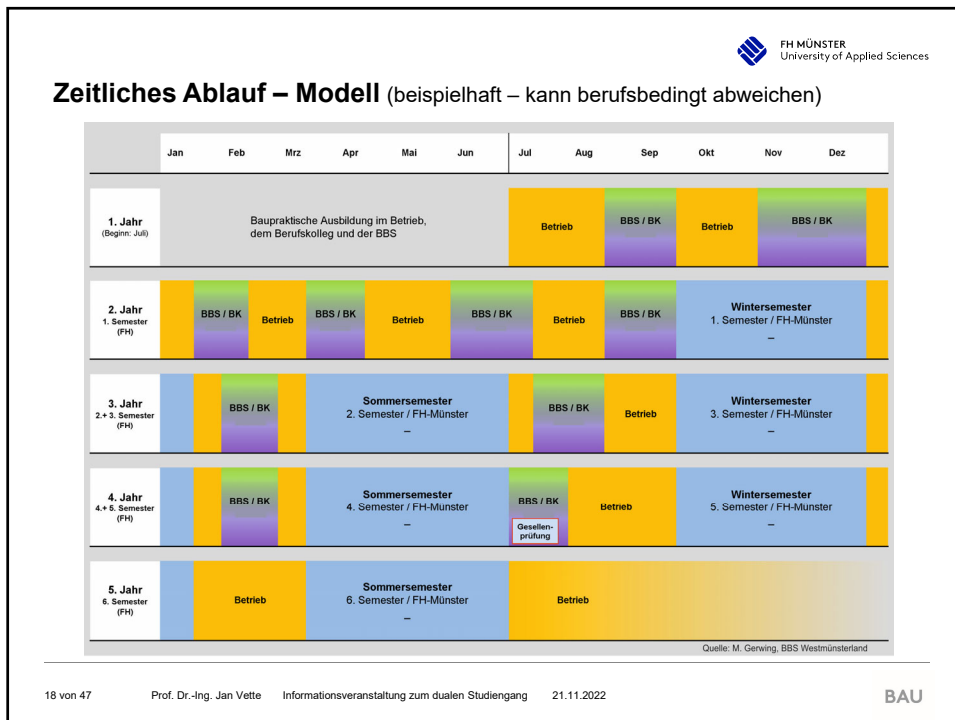 FH MÜNSTER
University of Applied Sciences
Zeitliches Ablauf – Modell (beispielhaft – kann berufsbedingt abweichen)
Jan Feb Mrz Apr Mai Jun Jul Aug Sep Okt Nov Dez
1. Jahr
(Beginn: Juli)
Baupraktische Ausbildung im Betrieb,
dem Berufskolleg und der BBS
Betrieb
BBS / BK
Betrieb
BBS / BK
2. Jahr
1. Semester
(FH)
BBS / BK
Betrieb
BBS / BK
Betrieb
BBS / BK
Betrieb
BBS / BK
Wintersemester
1. Semester / FH-Münster
–
3. Jahr
2.+ 3. Semester
(FH)
BBS / BK
Sommersemester
2. Semester / FH-Münster
–
BBS / BK
Betrieb
Wintersemester
3. Semester / FH-Münster
–
4. Jahr
4.+ 5. Semester
(FH)
BBS / BK
Sommersemester
4. Semester / FH-Münster
–
BBS / BK
Gesellen-
prüfung
Betrieb
Wintersemester
5. Semester / FH-Münster
–
5. Jahr
6. Semester
(FH)
Betrieb
Sommersemester
6. Semester / FH-Münster
–
Betrieb
Quelle: M. Gerwing, BBS Westmünsterland
18 von 47 Prof. Dr.-Ing. Jan Vette Informationsveranstaltung zum dualen Studiengang 21.11.2022
BAU